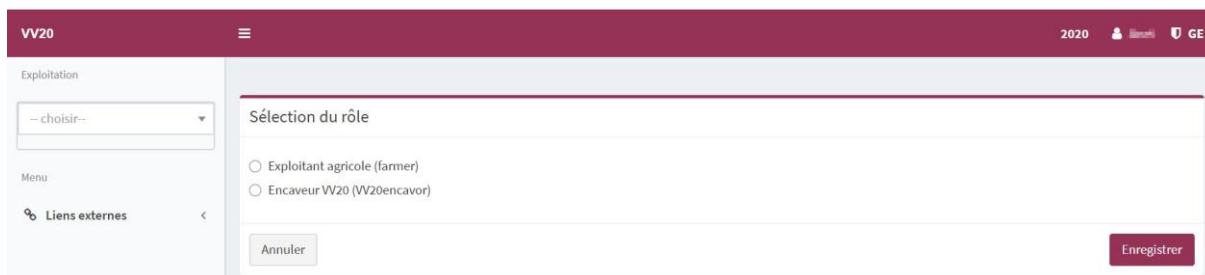 VV20 2020 GE
Exploitation
-- choisir--
Sélection du rôle
Exploitant agricole (farmer)
Encaveur VV20 (VV20encavor)
Menu
Liens externes
Annuler Enregistrer